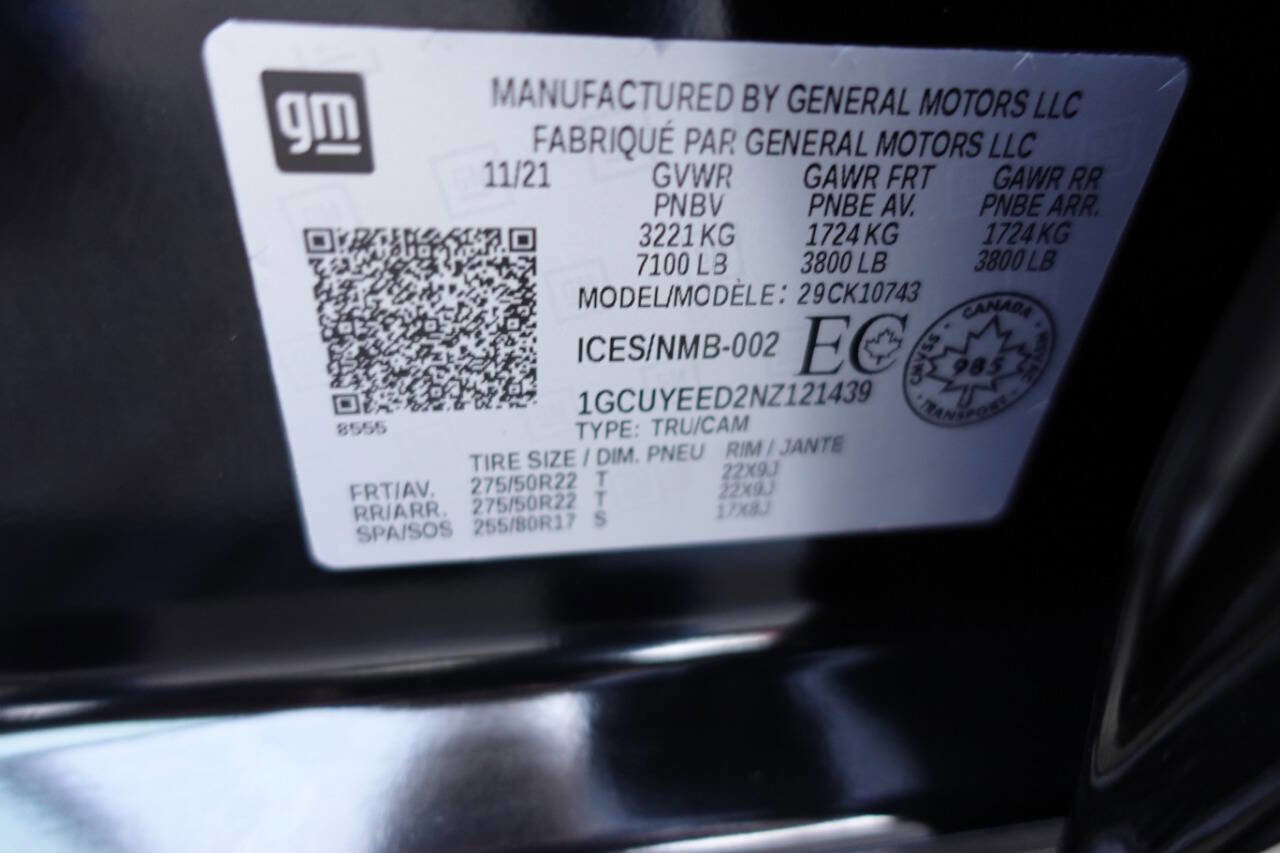 gm
MANUFACTURED BY GENERAL MOTORS LLC
FABRIQUÉ PAR GENERAL MOTORS LLC
11/21 GVWR GAWR FRT GAWR RR
PNBV PNBE AV. PNBE ARR.
3221 KG 1724 KG 1724 KG
7100 LB 3800 LB 3800 LB
MODEL/MODÈLE: 29CK10743
ICES/NMB-002 EC
CANADA
985
TRANSPORT
1GCUYEED2NZ121439
8555
TYPE: TRU/CAM
TIRE SIZE / DIM. PNEU RIM / JANTE
FRT/AV. 275/50R22 T 22X9J
RR/ARR. 275/50R22 T 22X9J
SPA/SOS 255/80R17 S 17X8J